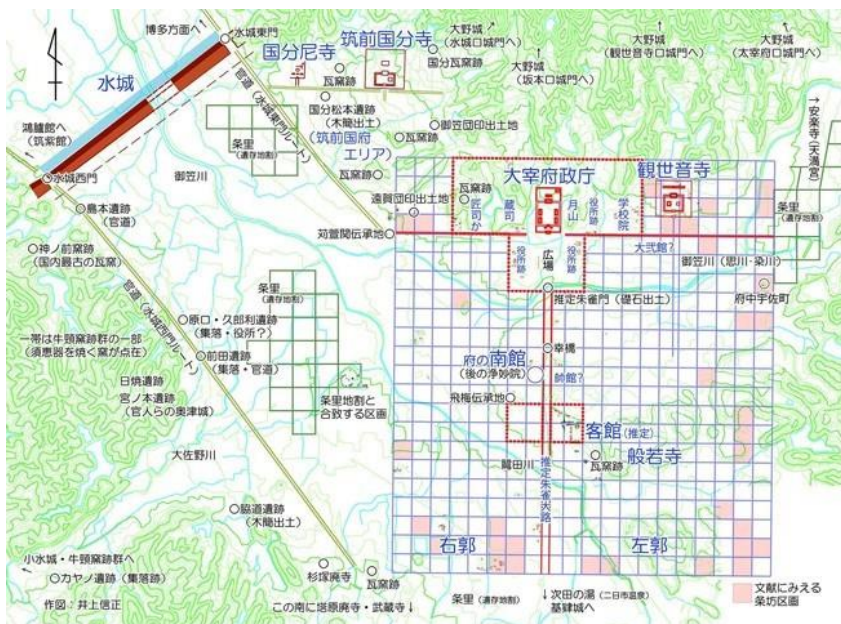 博多方面へ
水城東門
水城
官道（水城東門ルート）
国分尼寺
瓦窯跡
筑前国分寺
国分瓦窯跡
国分松本遺跡
（木簡出土）
（筑前国府
エリア）
瓦窯跡
瓦窯跡
御笠団印出土地
大野城
（水城口城門へ）
大野城
（坂本口城門へ）
大野城
（観世音寺口城門へ）
大野城
（太宰府口城門へ）
→安楽寺（天満宮）
鴻臚館へ
（筑紫館）
水城西門
条里
（遺存地割）
御笠川
島本遺跡
（官道）
神ノ前窯跡
（国内最古の瓦窯）
遠賀団印出土地
苅萱関伝承地
大宰府政庁
瓦窯跡
匠司か
蔵司
月山
役所跡
学校院
観世音寺
条里
（遺存地割）
大弐館?
御笠川（思川・染川）
役所跡
広場
役所跡
推定朱雀門（礎石出土）
府中宇佐町
官道（水城西門ルート）
条里
（遺存地割）
原口・久郎利遺跡
（集落・役所？）
一帯は牛頸窯跡群の一部
（須恵器を焼く窯が点在）
前田遺跡
（集落・官道）
日焼遺跡
宮ノ本遺跡
（官人らの奥津城）
条里地割と
合致する区画
幸橋
府の南館
（後の浄妙院）
帥館?
飛梅伝承地
客館（推定）
般若寺
瓦窯跡
鷺田川
推定朱雀大路
大佐野川
脇道遺跡
（木簡出土）
右郭
左郭
小水城・牛頸窯跡群へ
カヤノ遺跡（集落跡）
杉塚廃寺
瓦窯跡
作図：井上信正
この南に塔原廃寺・武蔵寺↓
条里（遺存地割）
↓次田の湯（二日市温泉）
基肄城へ
文献にみえる
条坊区画